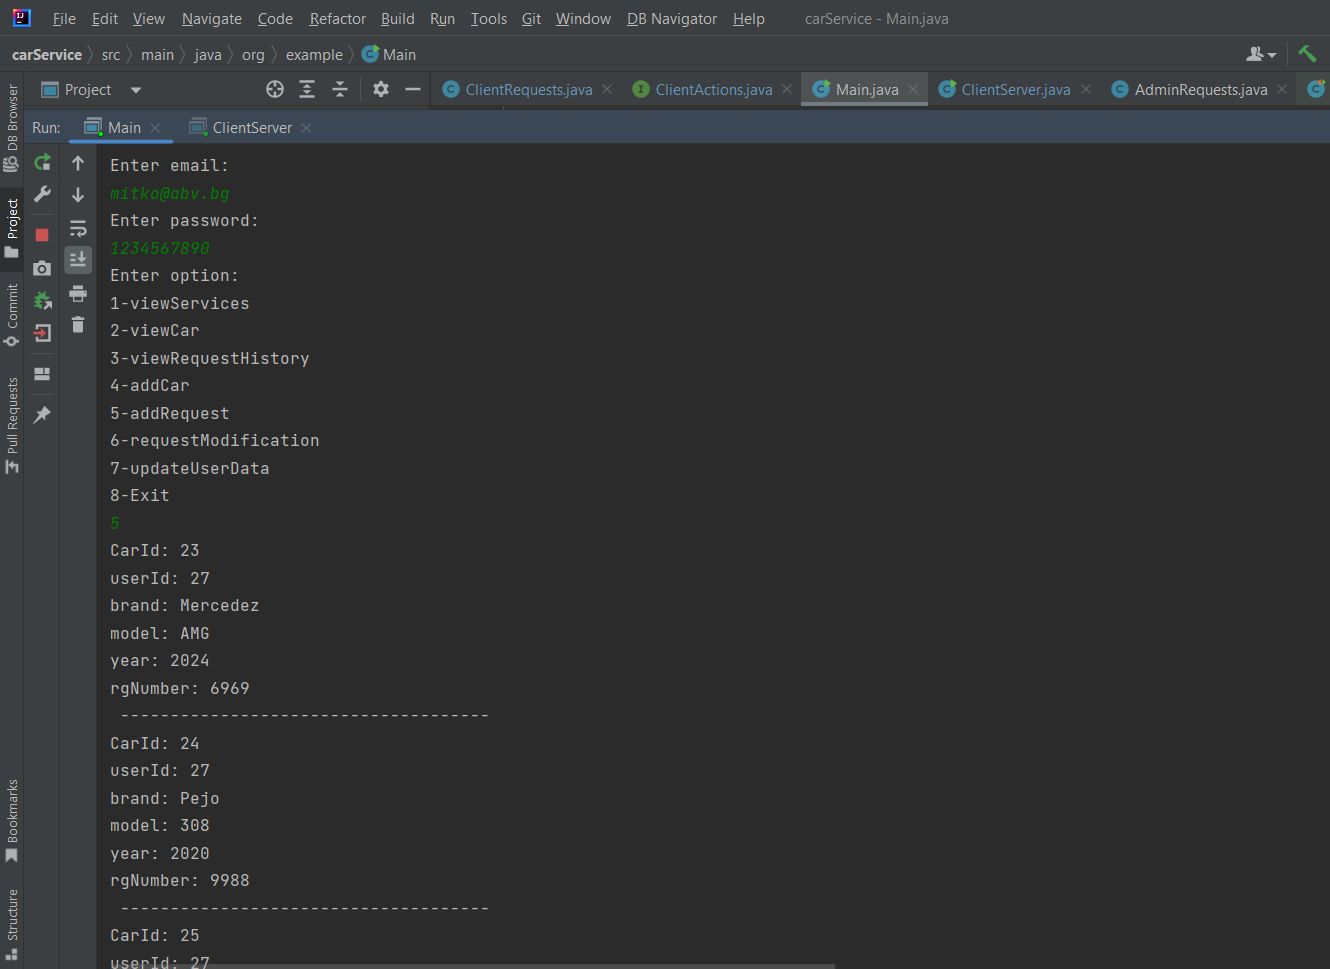 File Edit View Navigate Code Refactor Build Run Tools Git Window DB Navigator Help carService - Main.java
carService src main java org example Main
Project
ClientRequests.java ClientActions.java Main.java ClientServer.java AdminRequests.java
Run: Main ClientServer
DB Browser
Project
Commit
Pull Requests
Bookmarks
Structure
Enter email:
mitko@abv.bg
Enter password:
1234567890
Enter option:
1-viewServices
2-viewCar
3-viewRequestHistory
4-addCar
5-addRequest
6-requestModification
7-updateUserData
8-Exit
5
CarId: 23
userId: 27
brand: Mercedez
model: AMG
year: 2024
rgNumber: 6969
-------------------------------------
CarId: 24
userId: 27
brand: Pejo
model: 308
year: 2020
rgNumber: 9988
-------------------------------------
CarId: 25
userId: 27